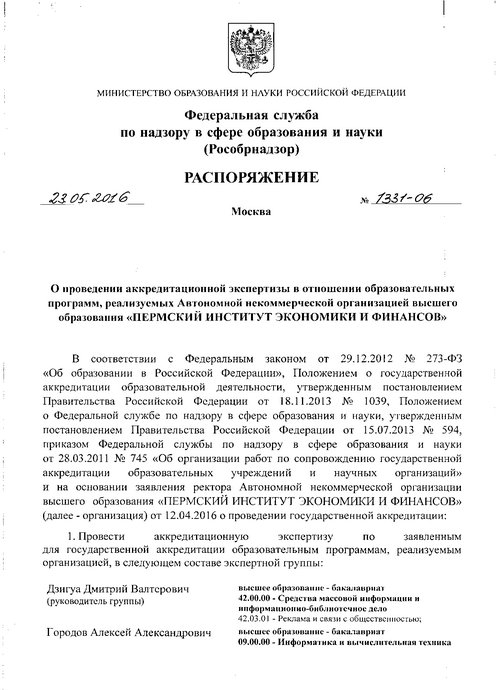 МИНИСТЕРСТВО ОБРАЗОВАНИЯ И НАУКИ РОССИЙСКОЙ ФЕДЕРАЦИИ
Федеральная служба
по надзору в сфере образования и науки
(Рособрнадзор)
РАСПОРЯЖЕНИЕ
23.05.2016 № 1331-06
Москва
О проведении аккредитационной экспертизы в отношении образовательных
программ, реализуемых Автономной некоммерческой организацией высшего
образования «ПЕРМСКИЙ ИНСТИТУТ ЭКОНОМИКИ И ФИНАНСОВ»
В соответствии с Федеральным законом от 29.12.2012 № 273-ФЗ
«Об образовании в Российской Федерации», Положением о государственной
аккредитации образовательной деятельности, утвержденным постановлением
Правительства Российской Федерации от 18.11.2013 № 1039, Положением
о Федеральной службе по надзору в сфере образования и науки, утвержденным
постановлением Правительства Российской Федерации от 15.07.2013 № 594,
приказом Федеральной службы по надзору в сфере образования и науки
от 28.03.2011 № 745 «Об организации работ по сопровождению государственной
аккредитации образовательных учреждений и научных организаций»
и на основании заявления ректора Автономной некоммерческой организации
высшего образования «ПЕРМСКИЙ ИНСТИТУТ ЭКОНОМИКИ И ФИНАНСОВ»
(далее - организация) от 12.04.2016 о проведении государственной аккредитации:
1. Провести аккредитационную экспертизу по заявленным
для государственной аккредитации образовательным программам, реализуемым
организацией, в следующем составе экспертной группы:
Дзигуа Дмитрий Валтерович
(руководитель группы)
высшее образование - бакалавриат
42.00.00 - Средства массовой информации и
информационно-библиотечное дело
42.03.01 - Реклама и связи с общественностью;
Городов Алексей Александрович
высшее образование - бакалавриат
09.00.00 - Информатика и вычислительная техника